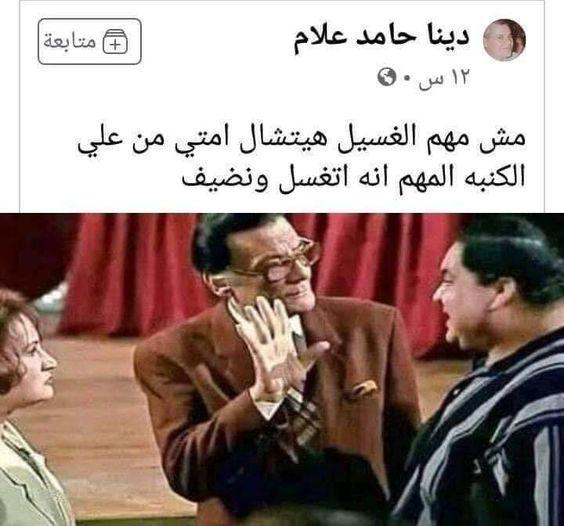 دينا حامد علام
متابعة
١٢ س •
مش مهم الغسيل هيتشال امتي من علي
الكنبه المهم انه اتغسل ونضيف